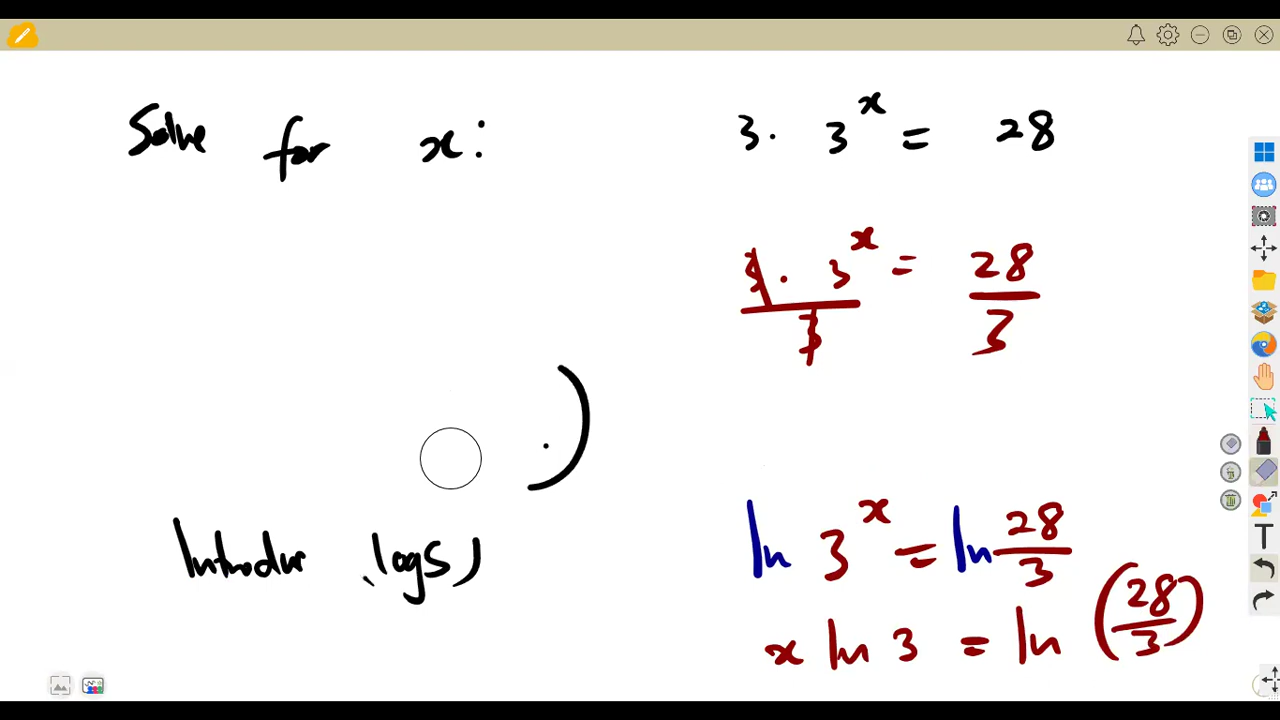 Solve for x: 3. 3^x = 28
3 · 3^x / 3 = 28/3
Introduc logs)
ln 3^x = ln 28/3
x ln 3 = ln (28/3)
T